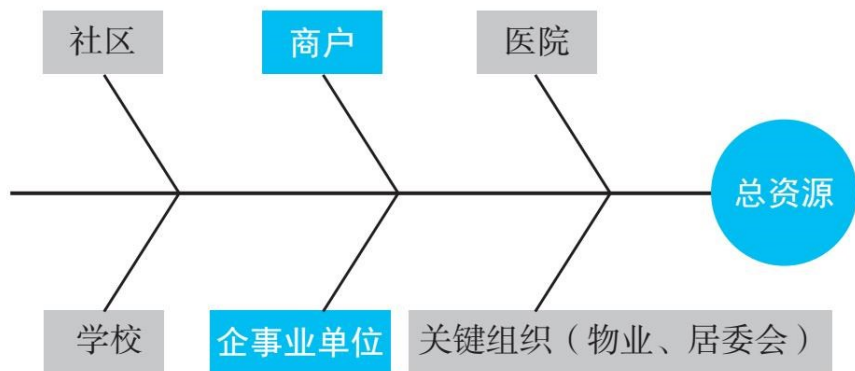 社区
商户
医院
总资源
学校
企事业单位
关键组织（物业、居委会）